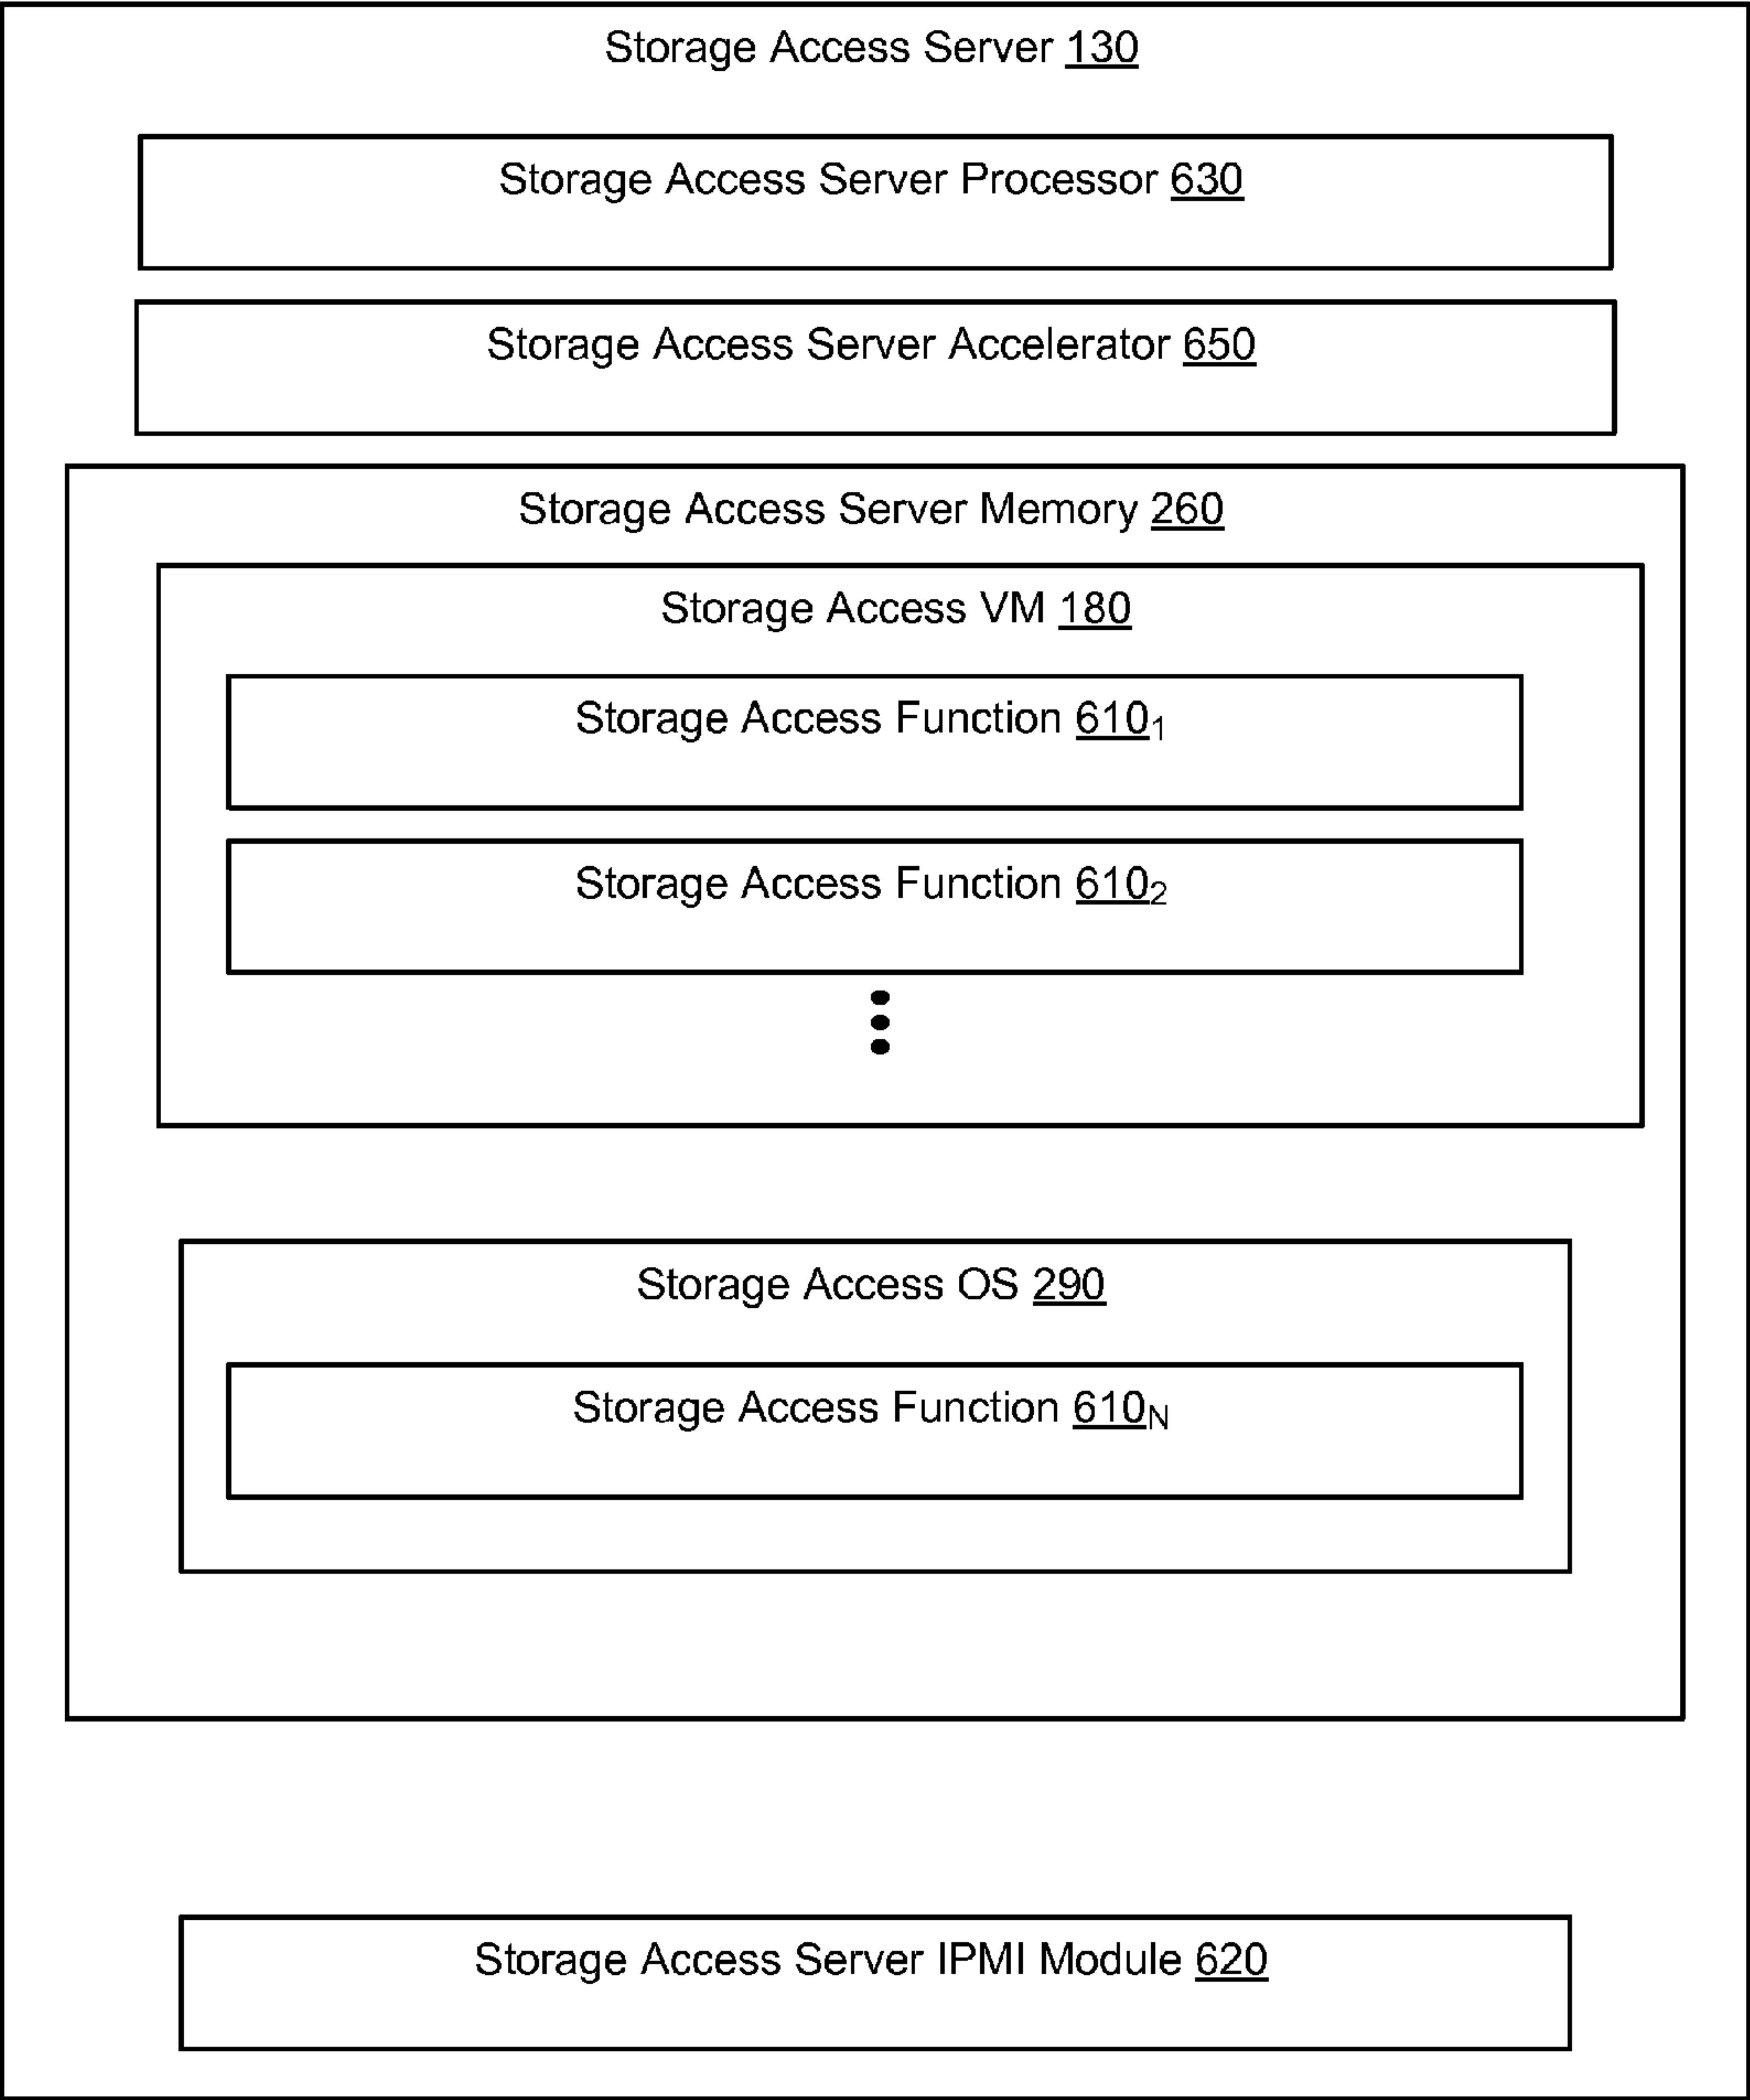 Storage Access Server 130
Storage Access Server Processor 630
Storage Access Server Accelerator 650
Storage Access Server Memory 260
Storage Access VM 180
Storage Access Function 610₁
Storage Access Function 610₂
Storage Access OS 290
Storage Access Function 610N
Storage Access Server IPMI Module 620